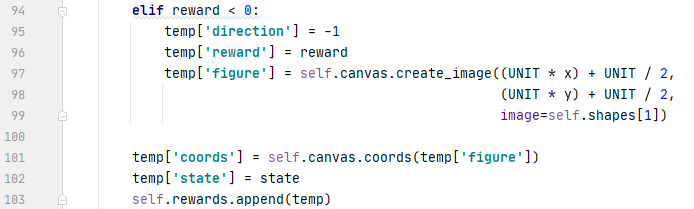 94 elif reward < 0:
95 temp['direction'] = -1
96 temp['reward'] = reward
97 temp['figure'] = self.canvas.create_image((UNIT * x) + UNIT / 2,
98 (UNIT * y) + UNIT / 2,
99 image=self.shapes[1])
100
101 temp['coords'] = self.canvas.coords(temp['figure'])
102 temp['state'] = state
103 self.rewards.append(temp)